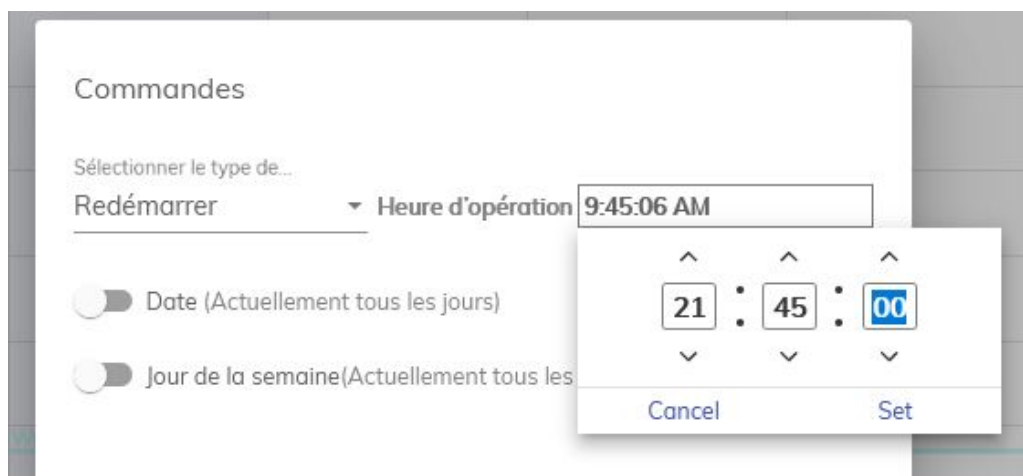 Commandes
Sélectionner le type de...
Redémarrer
Heure d'opération 9:45:06 AM
21 : 45 : 00
Date (Actuellement tous les jours)
Jour de la semaine(Actuellement tous les
Cancel Set